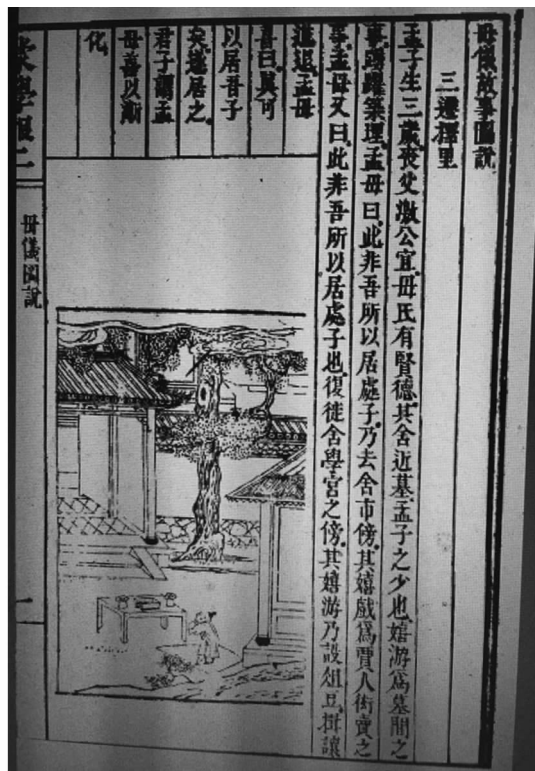 母儀故事圖說
三遷擇里
孟子生三歲、喪父激公宜、母氏有賢德、其舍近墓、孟子之少也、嬉游爲墓間之
事、踴躍築埋、孟母曰、此非吾所以居處子、乃去舍市傍、其嬉戲爲賈人衒賣之
事、孟母又曰、此非吾所以居處子也、復徙舍學宮之傍、其嬉游乃設俎豆、揖讓
進退、孟母
喜曰、眞可
以居吾子
矣、遂居之、
君子謂孟
母善以漸
化、
蒙學報二
母儀圖說
一